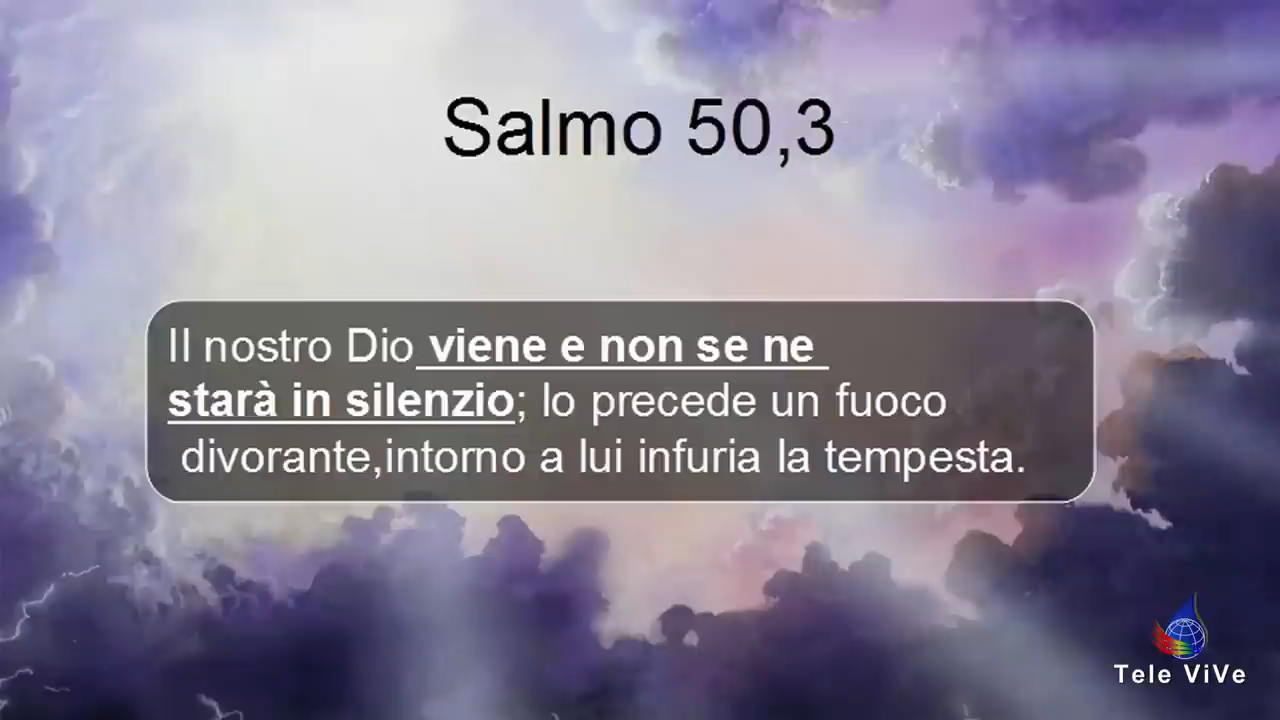 Salmo 50,3
Il nostro Dio viene e non se ne
starà in silenzio; lo precede un fuoco
divorante,intorno a lui infuria la tempesta.
Tele ViVe